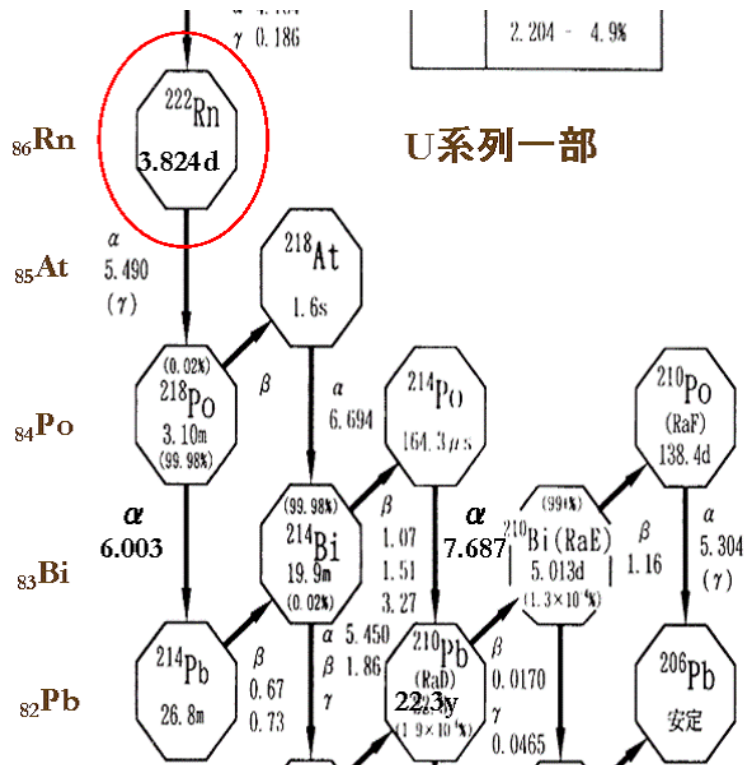 γ 0.186
2.204 - 4.9%
U系列一部
₈₆Rn
²²²Rn
3.824d
α
5.490
(γ)
₈₅At
²¹⁸At
1.6s
₈₄Po
(0.02%)
²¹⁸Po
3.10m
(99.98%)
β
α
6.694
²¹⁴Po
164.3μs
²¹⁰Po
(RaF)
138.4d
α
6.003
₈₃Bi
(99.98%)
²¹⁴Bi
19.9m
(0.02%)
β
1.07
1.51
3.27
α
7.687
²¹⁰Bi(RaE)
5.013d
(1.3×10⁻⁴%)
β
1.16
α
5.304
(γ)
₈₂Pb
²¹⁴Pb
26.8m
β
0.67
0.73
α 5.450
β 1.86
γ
²¹⁰Pb
(RaD)
22.3y
β
0.0170
γ
0.0465
²⁰⁶Pb
安定